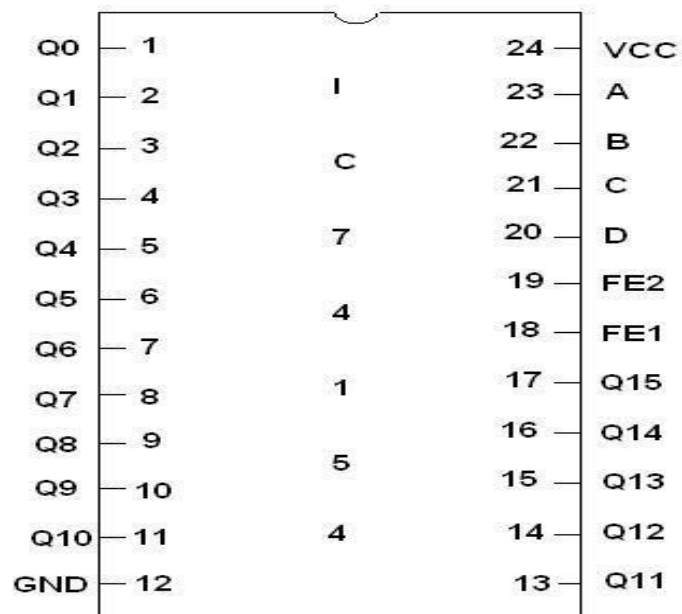 Q0 1 24 VCC
Q1 2 I 23 A
Q2 3 C 22 B
Q3 4 21 C
Q4 5 7 20 D
Q5 6 4 19 FE2
Q6 7 18 FE1
Q7 8 1 17 Q15
Q8 9 5 16 Q14
Q9 10 15 Q13
Q10 11 4 14 Q12
GND 12 13 Q11